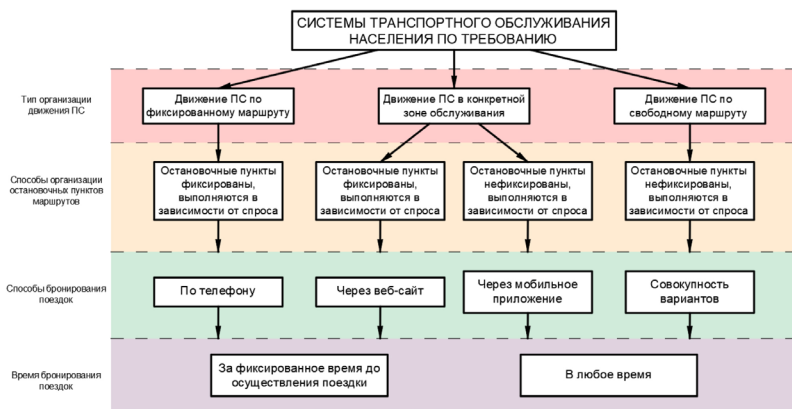 СИСТЕМЫ ТРАНСПОРТНОГО ОБСЛУЖИВАНИЯ
НАСЕЛЕНИЯ ПО ТРЕБОВАНИЮ
Тип организации
движения ПС
Движение ПС по
фиксированному маршруту
Движение ПС в конкретной
зоне обслуживания
Движение ПС по
свободному маршруту
Способы организации
остановочных пунктов
маршрутов
Остановочные пункты
фиксированы,
выполняются в
зависимости от спроса
Остановочные пункты
фиксированы,
выполняются в
зависимости от спроса
Остановочные пункты
нефиксированы,
выполняются в
зависимости от спроса
Остановочные пункты
нефиксированы,
выполняются в
зависимости от спроса
Способы бронирования
поездок
По телефону
Через веб-сайт
Через мобильное
приложение
Совокупность
вариантов
Время бронирования
поездок
За фиксированное время до
осуществления поездки
В любое время